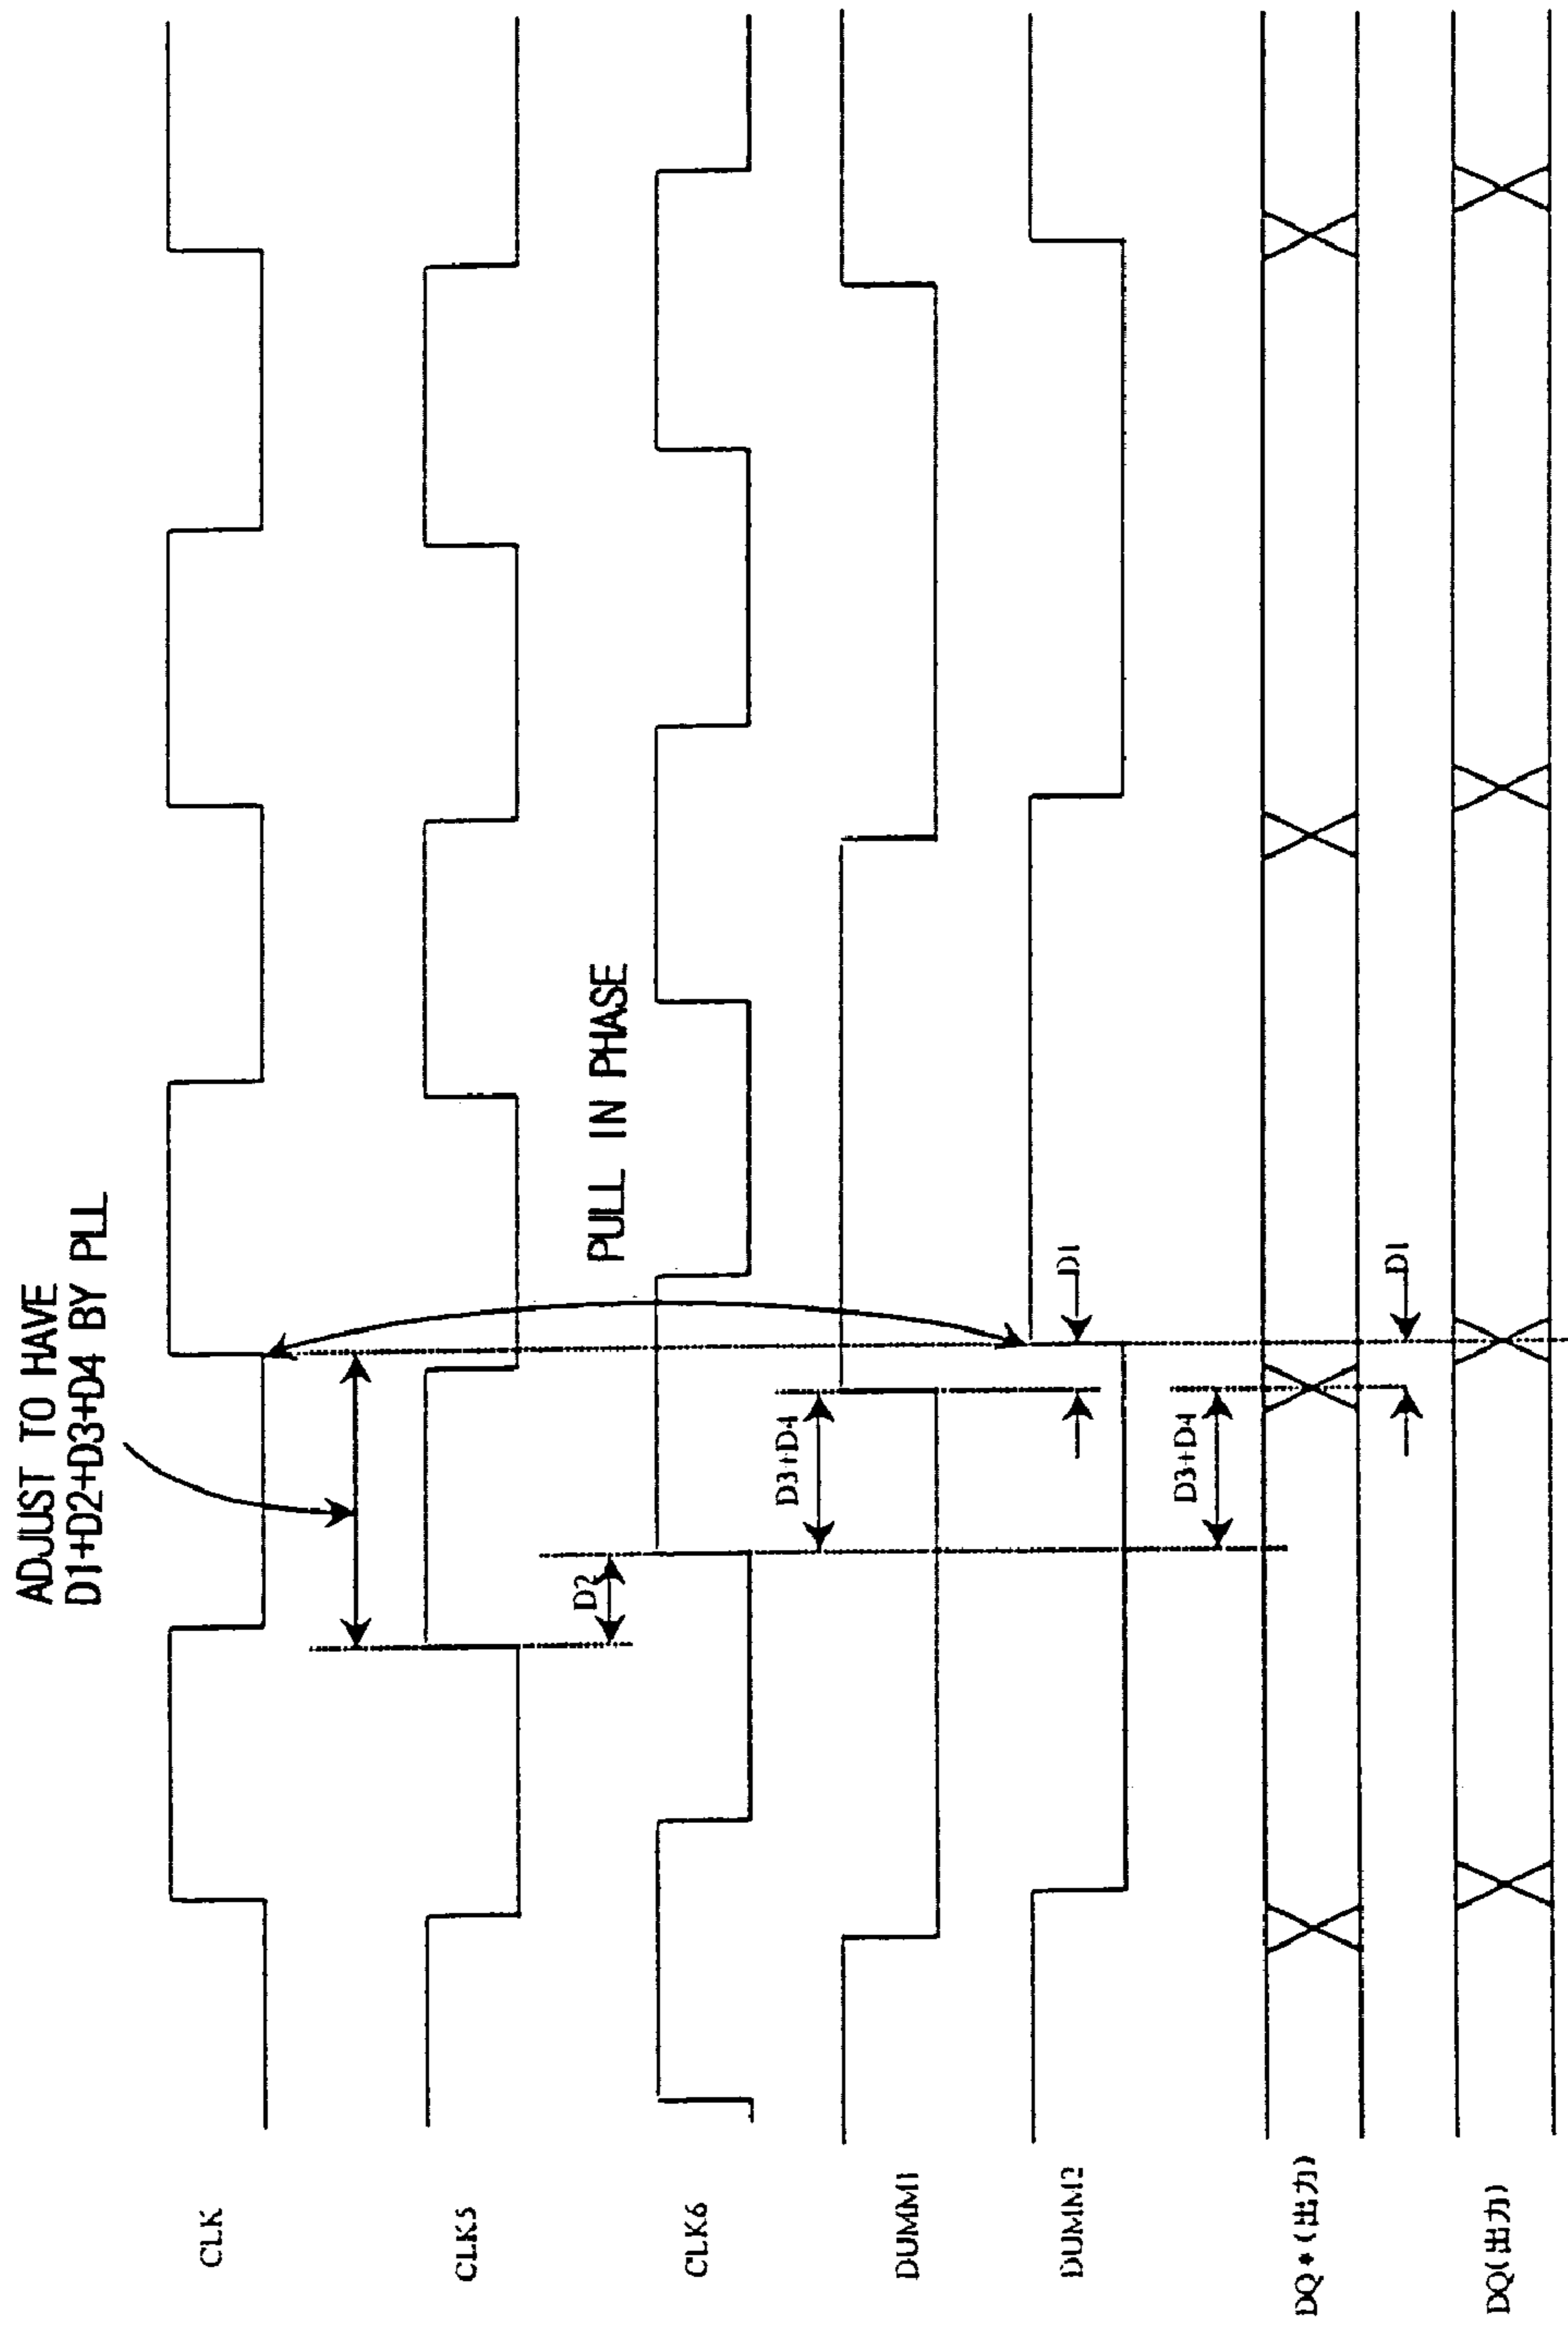 ADJUST TO HAVE
D1+D2+D3+D4 BY PLL
CLK
CLK5
D2
PULL IN PHASE
CLK6
D3+D4
DUMM1
D1
DUMM2
D3+D4
DQ*(出力)
D1
DQ(出力)